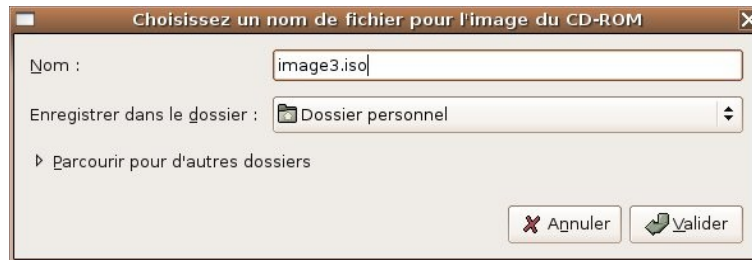 Choisissez un nom de fichier pour l'image du CD-ROM
Nom : image3.iso
Enregistrer dans le dossier : Dossier personnel
Parcourir pour d'autres dossiers
Annuler Valider